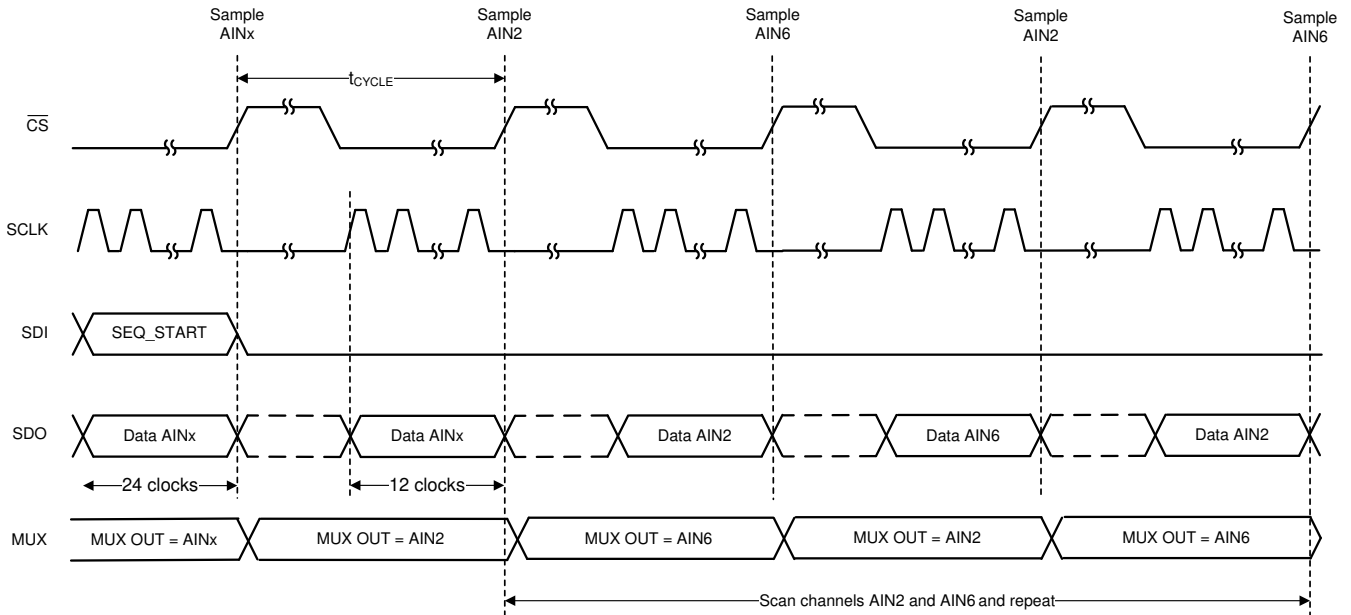 Sample
AINx
Sample
AIN2
Sample
AIN6
Sample
AIN2
Sample
AIN6
tCYCLE
CS
SCLK
SDI
SEQ_START
SDO
Data AINx
Data AINx
Data AIN2
Data AIN6
Data AIN2
24 clocks
12 clocks
MUX
MUX OUT = AINx
MUX OUT = AIN2
MUX OUT = AIN6
MUX OUT = AIN2
MUX OUT = AIN6
Scan channels AIN2 and AIN6 and repeat